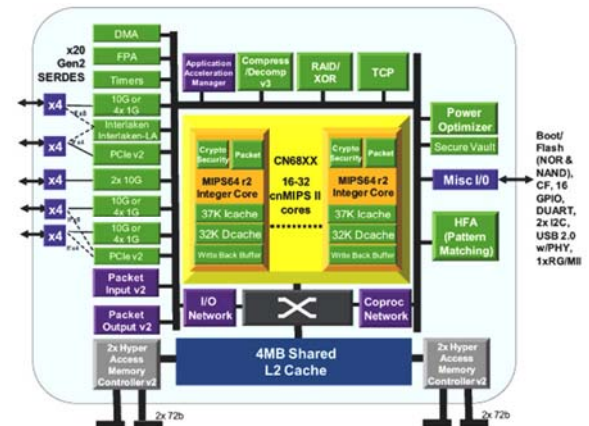 x20
Gen2
SERDES
x4
x4
x4
x4
x4
DMA
FPA
Timers
10G or
4x 1G
Interlaken
Interlaken-LA
PCIe v2
2x 10G
10G or
4x 1G
10G or
4x 1G
PCIe v2
Packet
Input v2
Packet
Output v2
Application
Acceleration
Manager
Compress
/Decomp
v3
RAID/
XOR
TCP
Crypto
Security
Packet
MIPS64 r2
Integer Core
37K Icache
32K Dcache
Write Back Buffer
CN68XX
16-32
cnMIPS II
cores
Crypto
Security
Packet
MIPS64 r2
Integer Core
37K Icache
32K Dcache
Write Back Buffer
Power
Optimizer
Secure Vault
Misc I/0
HFA
(Pattern
Matching)
Boot/
Flash
(NOR &
NAND),
CF, 16
GPIO,
DUART,
2x I2C,
USB 2.0
w/PHY,
1xRG/MII
I/O
Network
Coproc
Network
2x Hyper
Access
Memory
Controller v2
4MB Shared
L2 Cache
2x Hyper
Access
Memory
Controller v2
2x 72b
2x 72b